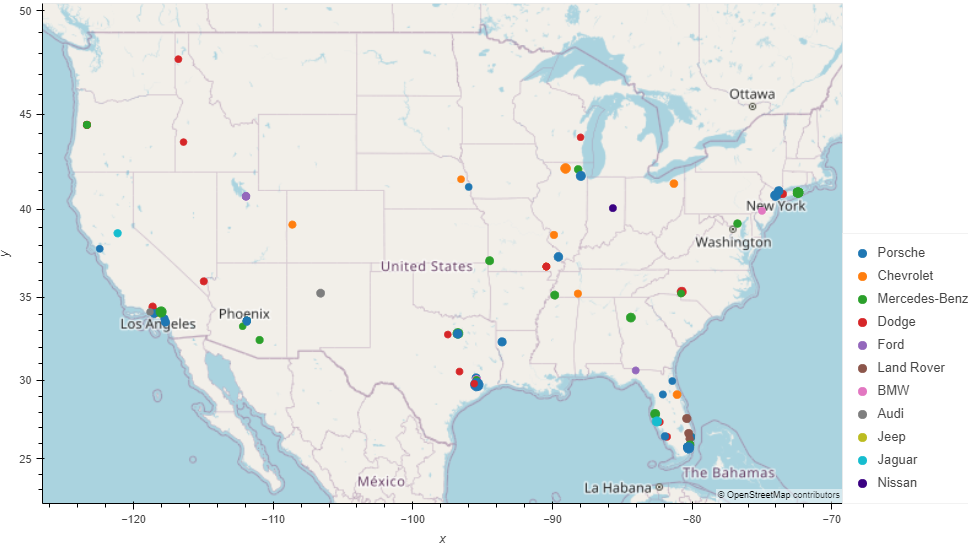 50
45
40
35
30
25
y
Ottawa
New York
Washington
United States
Phoenix
Los Angeles
México
The Bahamas
La Habana
© OpenStreetMap contributors
−120
−110
−100
−90
−80
−70
x
Porsche
Chevrolet
Mercedes-Benz
Dodge
Ford
Land Rover
BMW
Audi
Jeep
Jaguar
Nissan